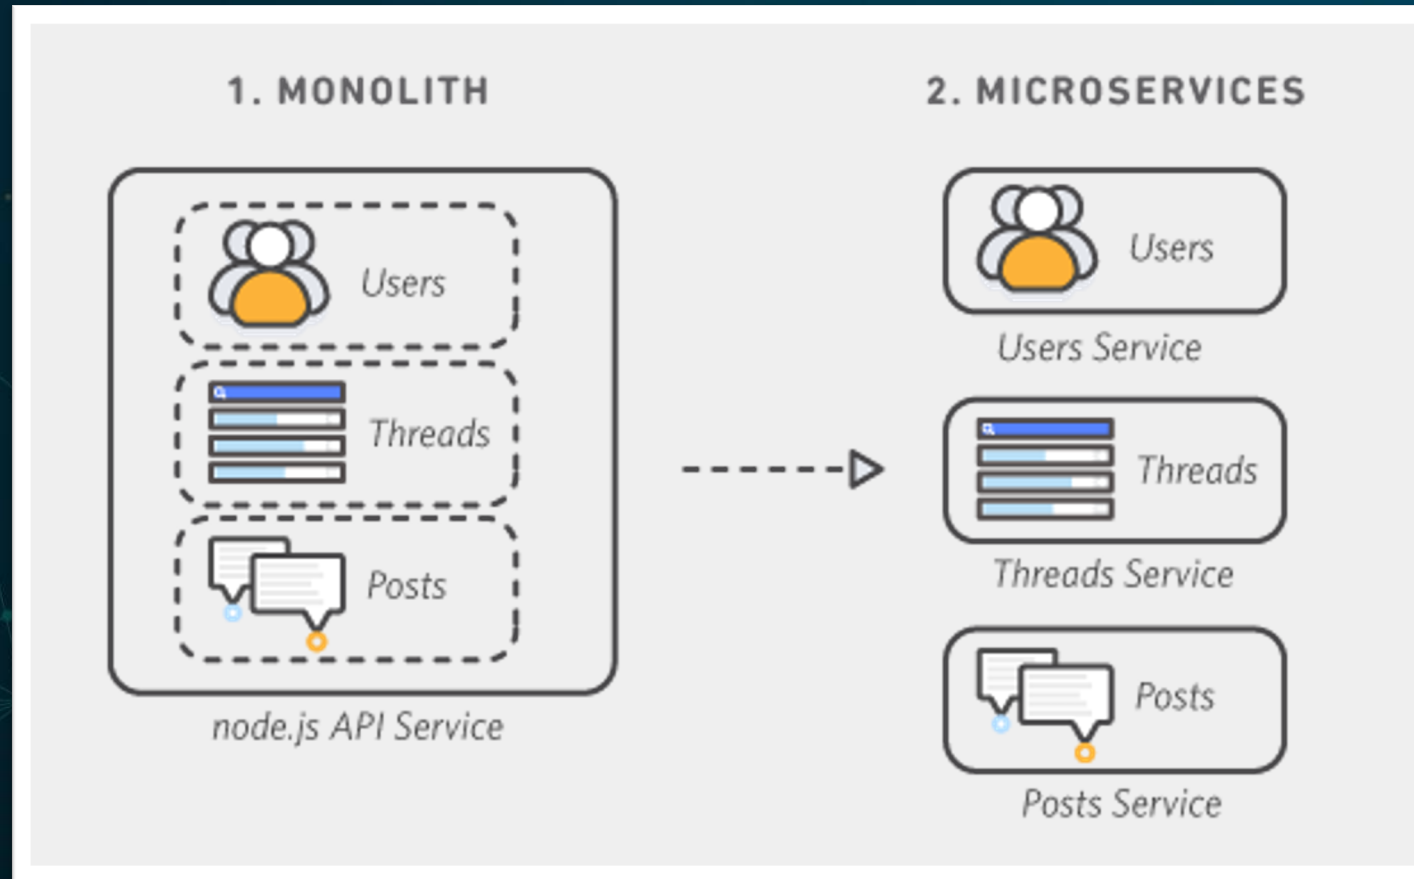 1. MONOLITH
Users
Threads
Posts
node.js API Service
2. MICROSERVICES
Users
Users Service
Threads
Threads Service
Posts
Posts Service